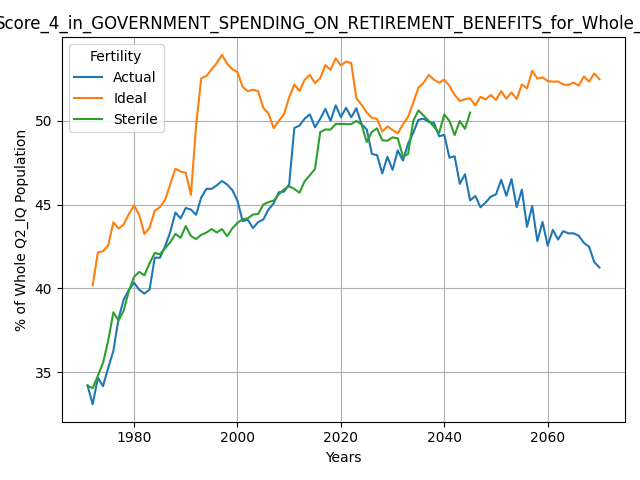 Score_4_in_GOVERNMENT_SPENDING_ON_RETIREMENT_BENEFITS_for_Whole_
Fertility
Actual
Ideal
Sterile
% of Whole Q2_IQ Population
50
45
40
35
1980
2000
2020
2040
2060
Years